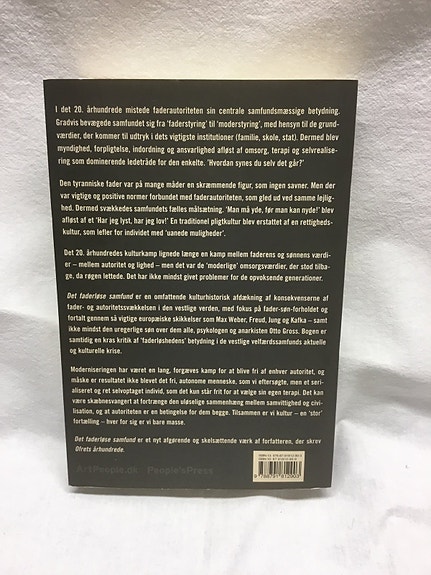 I det 20. århundrede mistede faderautoriteten sin centrale samfundsmæssige betydning.
Gradvis bevægede samfundet sig fra 'faderstyring' til 'moderstyring', med hensyn til de grund-
værdier, der kommer til udtryk i dets vigtigste institutioner (familie, skole, stat). Dermed blev
myndighed, forpligtelse, indordning og ansvarlighed afløst af omsorg, terapi og selvrealise-
ring som dominerende ledetråde for den enkelte. 'Hvordan synes du selv det går?'
Den tyranniske fader var på mange måder en skræmmende figur, som ingen savner. Men der
var vigtige og positive normer forbundet med faderautoriteten, som gled ud ved samme lejlig-
hed. Dermed svækkedes samfundets fælles målsætning. 'Man må yde, før man kan nyde!' blev
afløst af et 'Har jeg lyst, har jeg lov!' En traditionel pligtkultur blev erstattet af en rettigheds-
kultur, som lefler for individet med 'uanede muligheder'.
Det 20. århundredes kulturkamp lignede længe en kamp mellem faderens og sønnens værdi-
er – mellem autoritet og lighed – men det var de 'moderlige' omsorgsværdier, der stod tilba-
ge, da røgen lettede. Det har ikke mindst givet problemer for de opvoksende generationer.
Det faderløse samfund er en omfattende kulturhistorisk afdækning af konsekvenserne af
fader- og autoritetssvækkelsen i den vestlige verden, med fokus på fader-søn-forholdet og
fortalt gennem så vigtige europæiske skikkelser som Max Weber, Freud, Jung og Kafka – samt
ikke mindst den uregerlige søn over dem alle, psykologen og anarkisten Otto Gross. Bogen er
samtidig en kras kritik af 'faderløshedens' betydning i de vestlige velfærdssamfunds aktuelle
og kulturelle krise.
Moderniseringen har været en lang, forgæves kamp for at blive fri af enhver autoritet, og
måske er resultatet ikke blevet det fri, autonome menneske, som vi eftersøgte, men et seri-
aliseret og ret selvoptaget individ, som det kun står frit for at vælge sin egen terapi. Det kan
være skæbnesvangert at fortrænge den uløselige sammenhæng mellem samvittighed og civi-
lisation, og at autoriteten er en betingelse for dem begge. Tilsammen er vi kultur – en 'stor'
fortælling – hver for sig er vi bare masse.
Det faderløse samfund er et nyt afgørende og skelsættende værk af forfatteren, der skrev
Ofrets århundrede.
ArtPeople.dk People'sPress
9 788791 812903